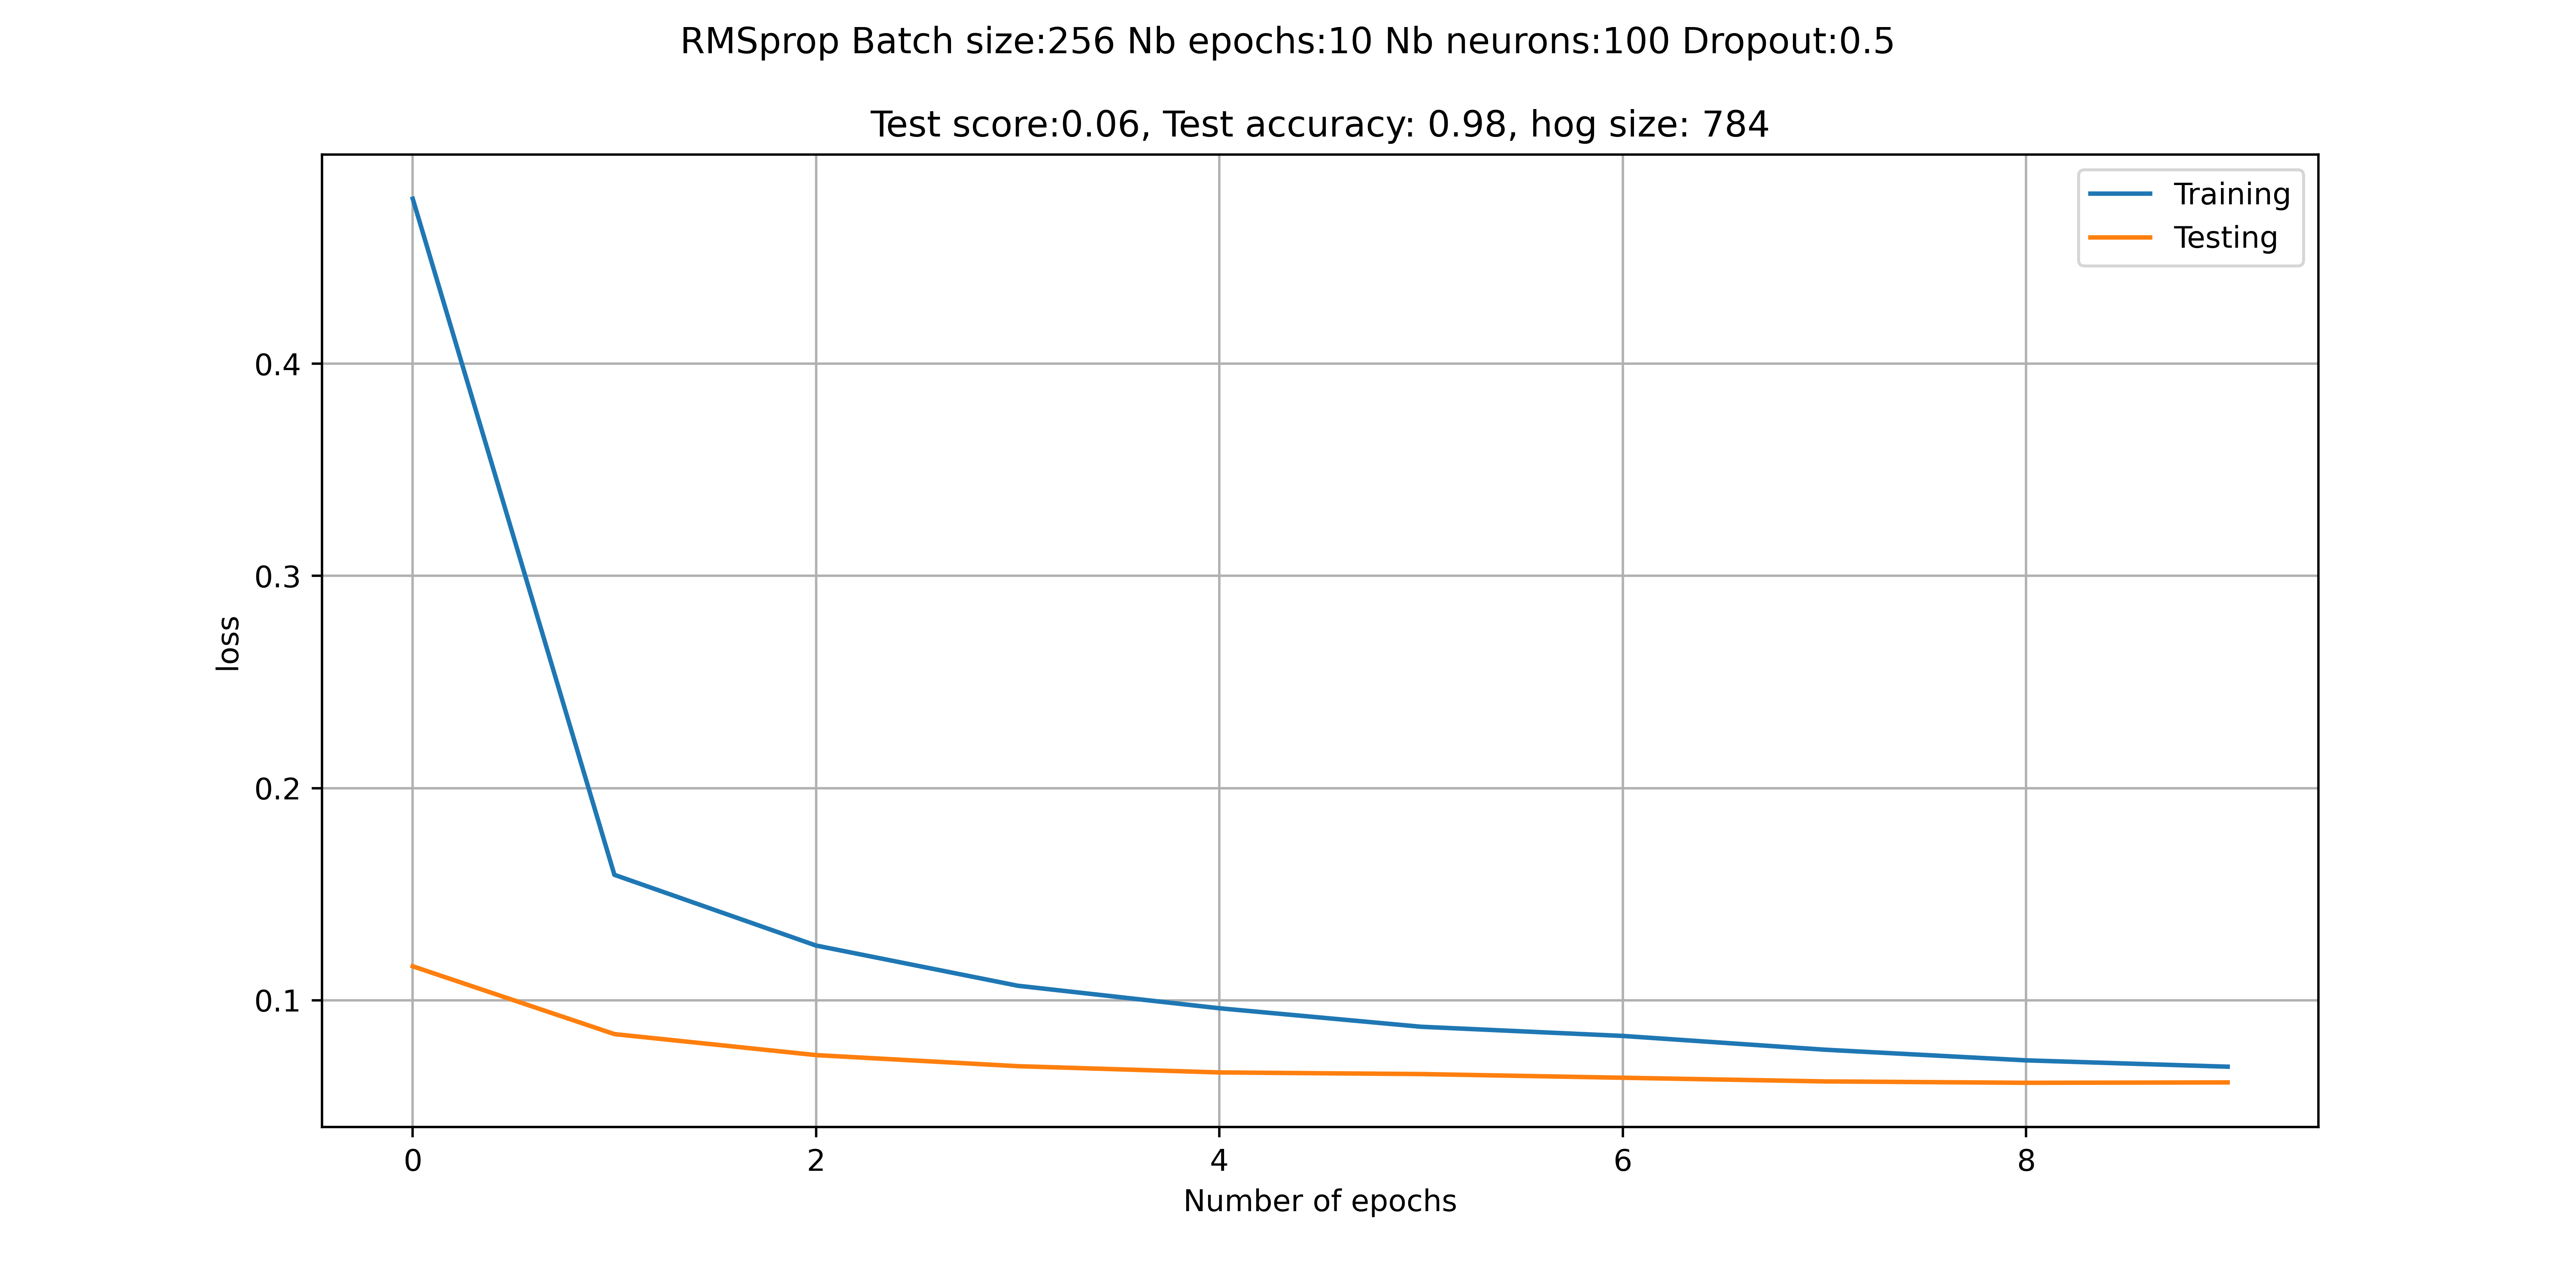 RMSprop Batch size:256 Nb epochs:10 Nb neurons:100 Dropout:0.5
Test score:0.06, Test accuracy: 0.98, hog size: 784
Training
Testing
0.4
0.3
0.2
0.1
loss
0 2 4 6 8
Number of epochs